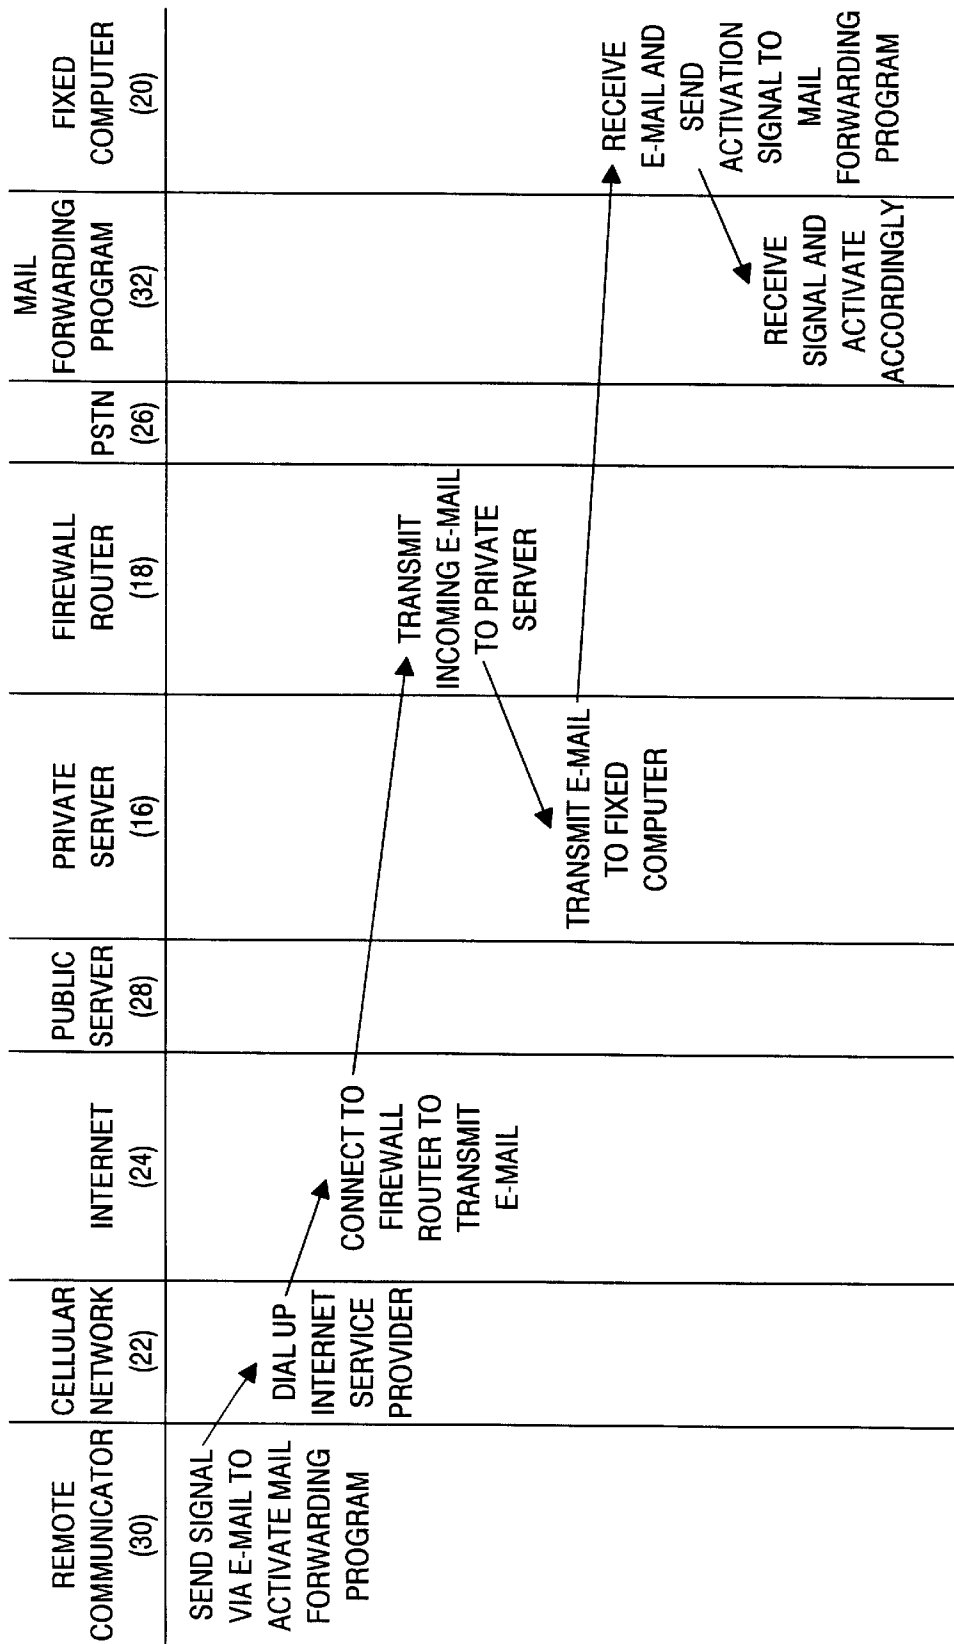 REMOTE
COMMUNICATOR
(30)
CELLULAR
NETWORK
(22)
INTERNET
(24)
PUBLIC
SERVER
(28)
PRIVATE
SERVER
(16)
FIREWALL
ROUTER
(18)
PSTN
(26)
MAIL
FORWARDING
PROGRAM
(32)
FIXED
COMPUTER
(20)
SEND SIGNAL
VIA E-MAIL TO
ACTIVATE MAIL
FORWARDING
PROGRAM
DIAL UP
INTERNET
SERVICE
PROVIDER
CONNECT TO
FIREWALL
ROUTER TO
TRANSMIT
E-MAIL
TRANSMIT
INCOMING E-MAIL
TO PRIVATE
SERVER
TRANSMIT E-MAIL
TO FIXED
COMPUTER
RECEIVE
E-MAIL AND
SEND
ACTIVATION
SIGNAL TO
MAIL
FORWARDING
PROGRAM
RECEIVE
SIGNAL AND
ACTIVATE
ACCORDINGLY